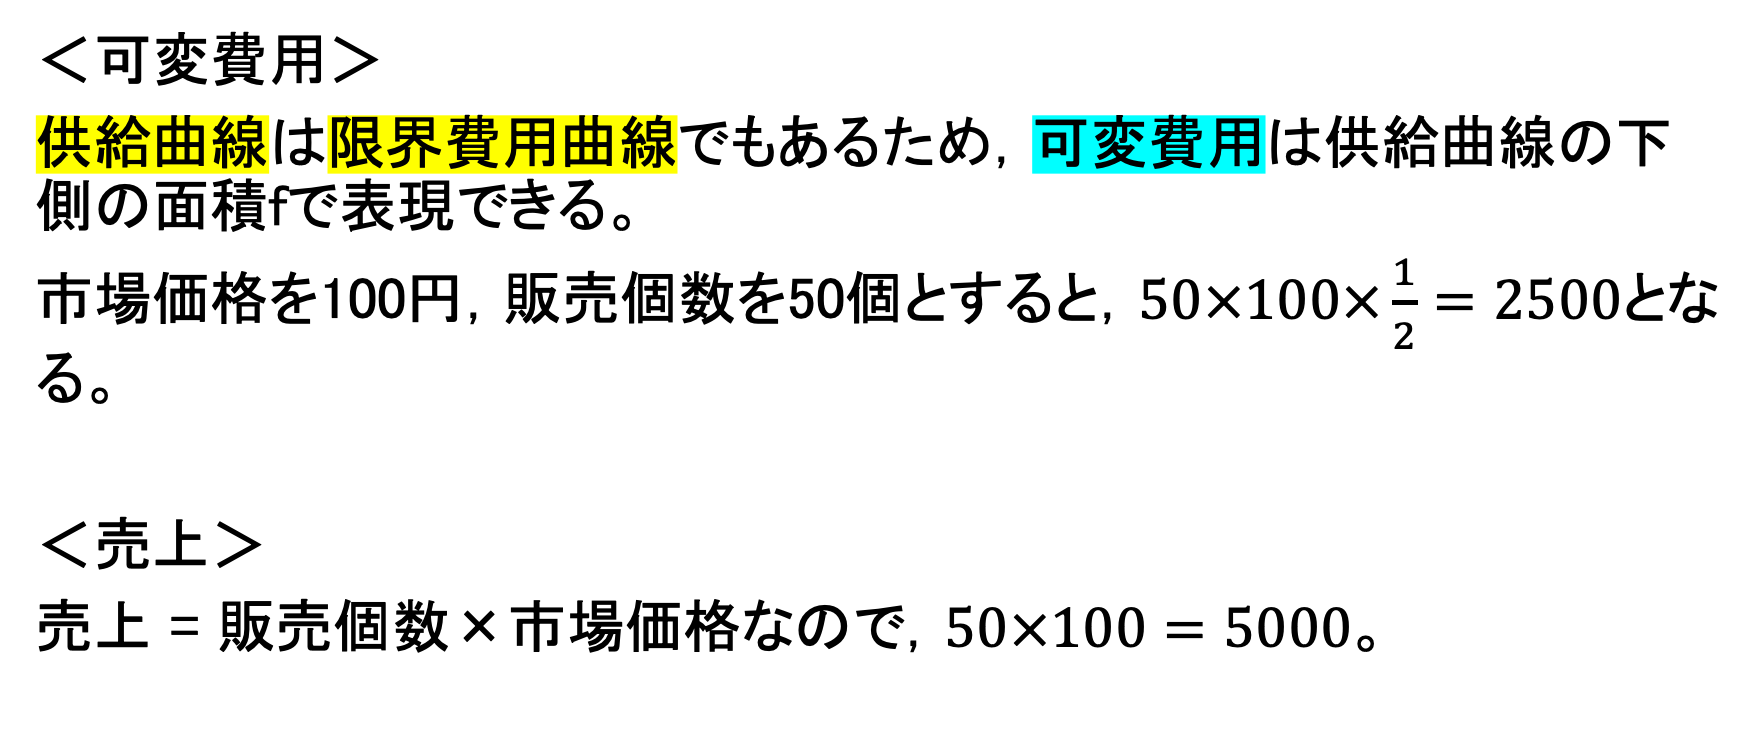 ＜可変費用＞
供給曲線は限界費用曲線でもあるため, 可変費用は供給曲線の下
側の面積fで表現できる。
市場価格を100円, 販売個数を50個とすると, 50×100×\frac{1}{2} = 2500とな
る。
＜売上＞
売上 = 販売個数 × 市場価格なので, 50×100 = 5000。